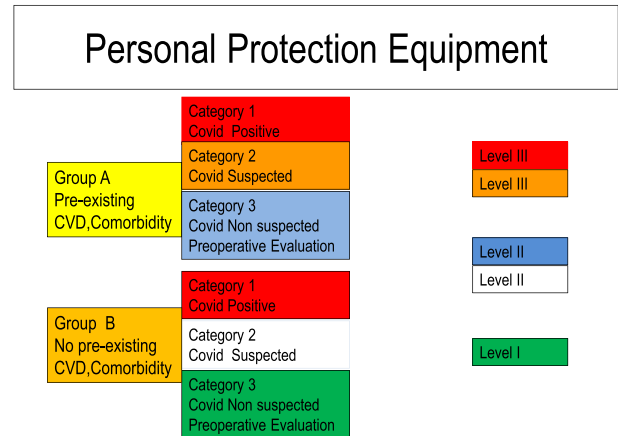 Personal Protection Equipment
Group A
Pre-existing
CVD,Comorbidity
Category 1
Covid Positive
Category 2
Covid Suspected
Category 3
Covid Non suspected
Preoperative Evaluation
Group B
No pre-existing
CVD,Comorbidity
Category 1
Covid Positive
Category 2
Covid Suspected
Category 3
Covid Non suspected
Preoperative Evaluation
Level III
Level III
Level II
Level II
Level I